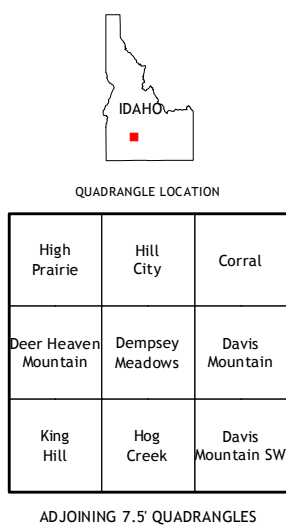 IDAHO
QUADRANGLE LOCATION
High
Prairie
Hill
City
Corral
Deer Heaven
Mountain
Dempsey
Meadows
Davis
Mountain
King
Hill
Hog
Creek
Davis
Mountain SW
ADJOINING 7.5' QUADRANGLES